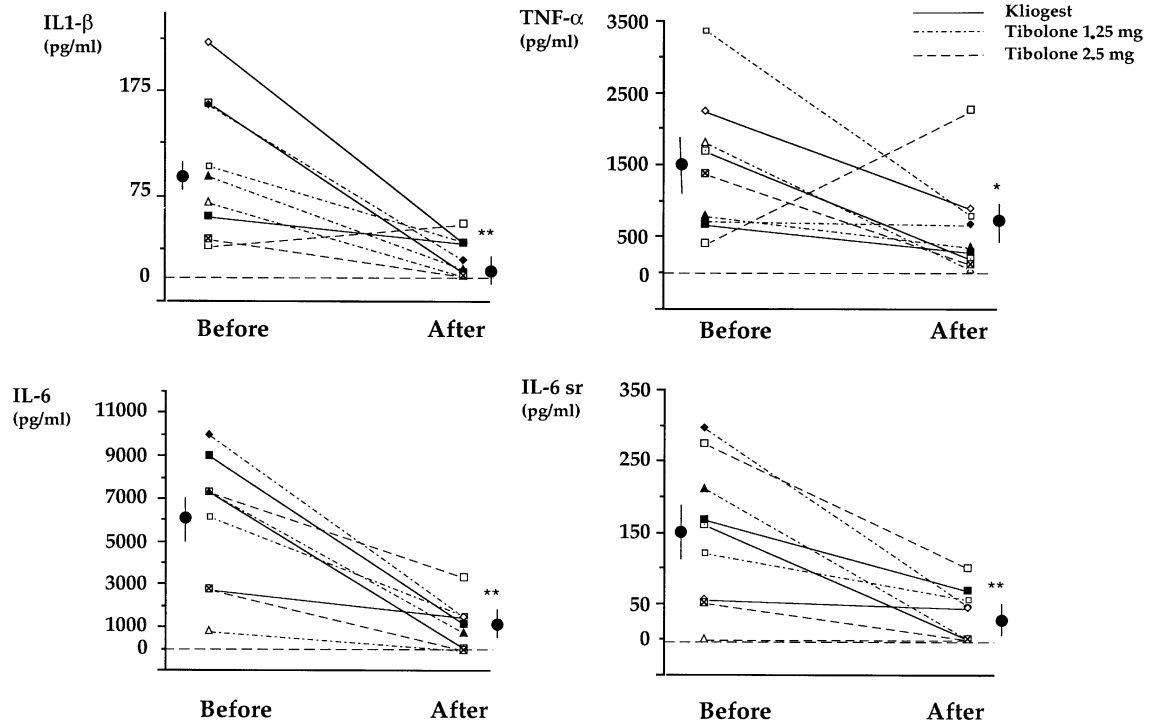 IL1-β
(pg/ml)
175
75
0
**
Before After
TNF-α
(pg/ml)
3500
2500
1500
500
0
*
Before After
Kliogest
Tibolone 1.25 mg
Tibolone 2.5 mg
IL-6
(pg/ml)
11000
9000
7000
5000
3000
1000
0
**
Before After
IL-6 sr
(pg/ml)
350
250
150
50
0
**
Before After